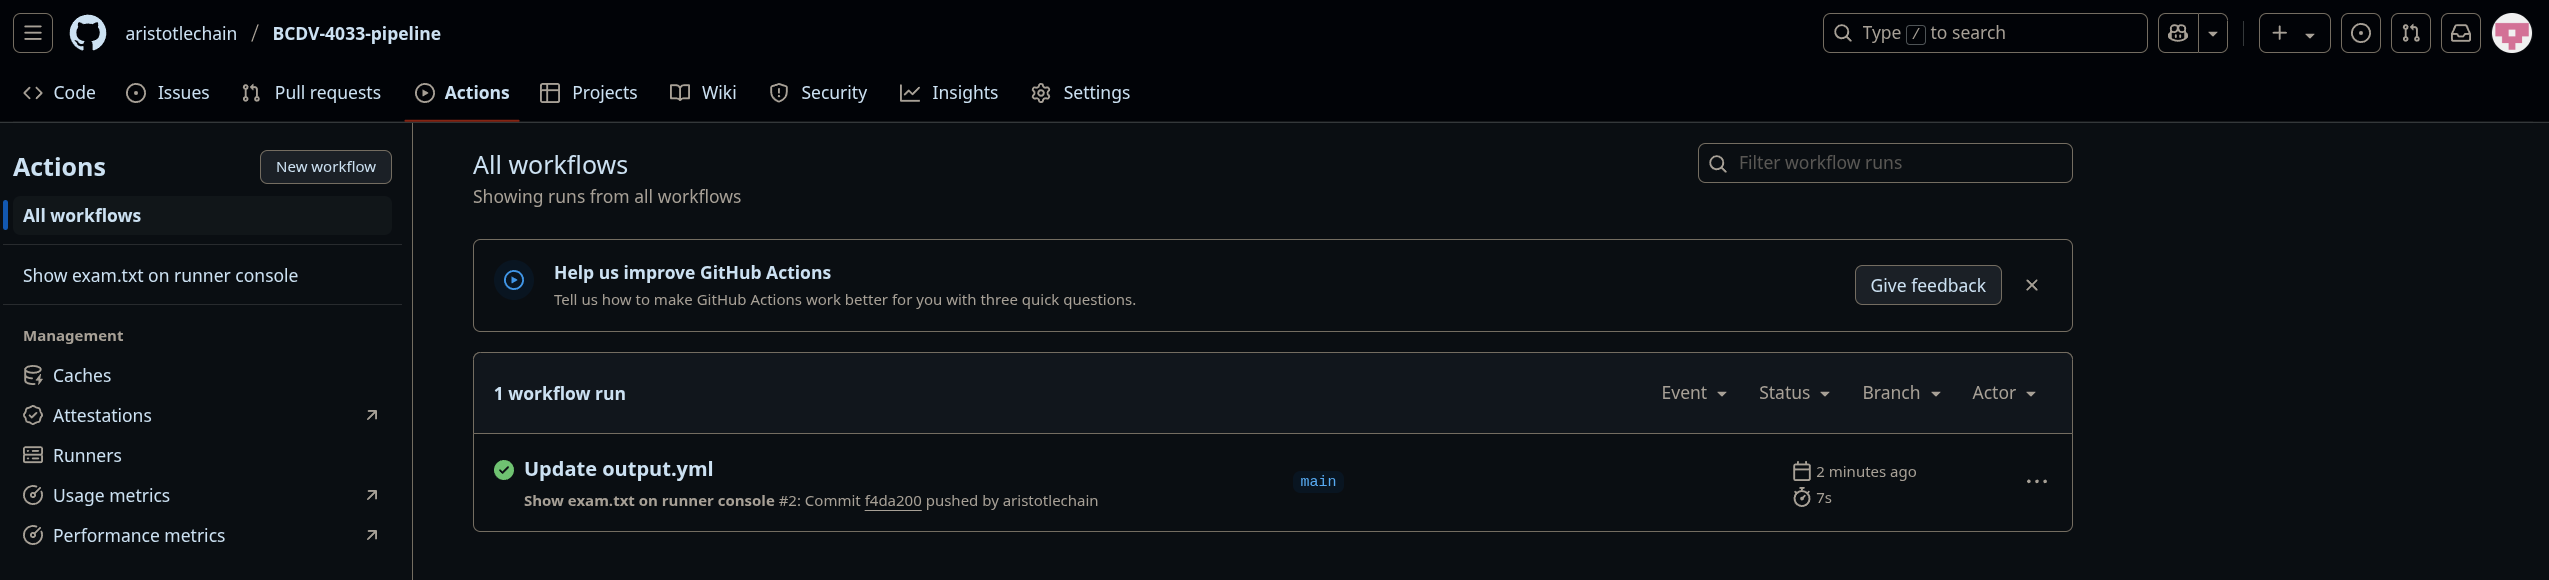 aristotlechain / BCDV-4033-pipeline
Type / to search
Code Issues Pull requests Actions Projects Wiki Security Insights Settings
Actions
New workflow
All workflows
Show exam.txt on runner console
Management
Caches
Attestations
Runners
Usage metrics
Performance metrics
All workflows
Showing runs from all workflows
Filter workflow runs
Help us improve GitHub Actions
Tell us how to make GitHub Actions work better for you with three quick questions.
Give feedback
1 workflow run
Event Status Branch Actor
Update output.yml
Show exam.txt on runner console #2: Commit f4da200 pushed by aristotlechain
main
2 minutes ago
7s